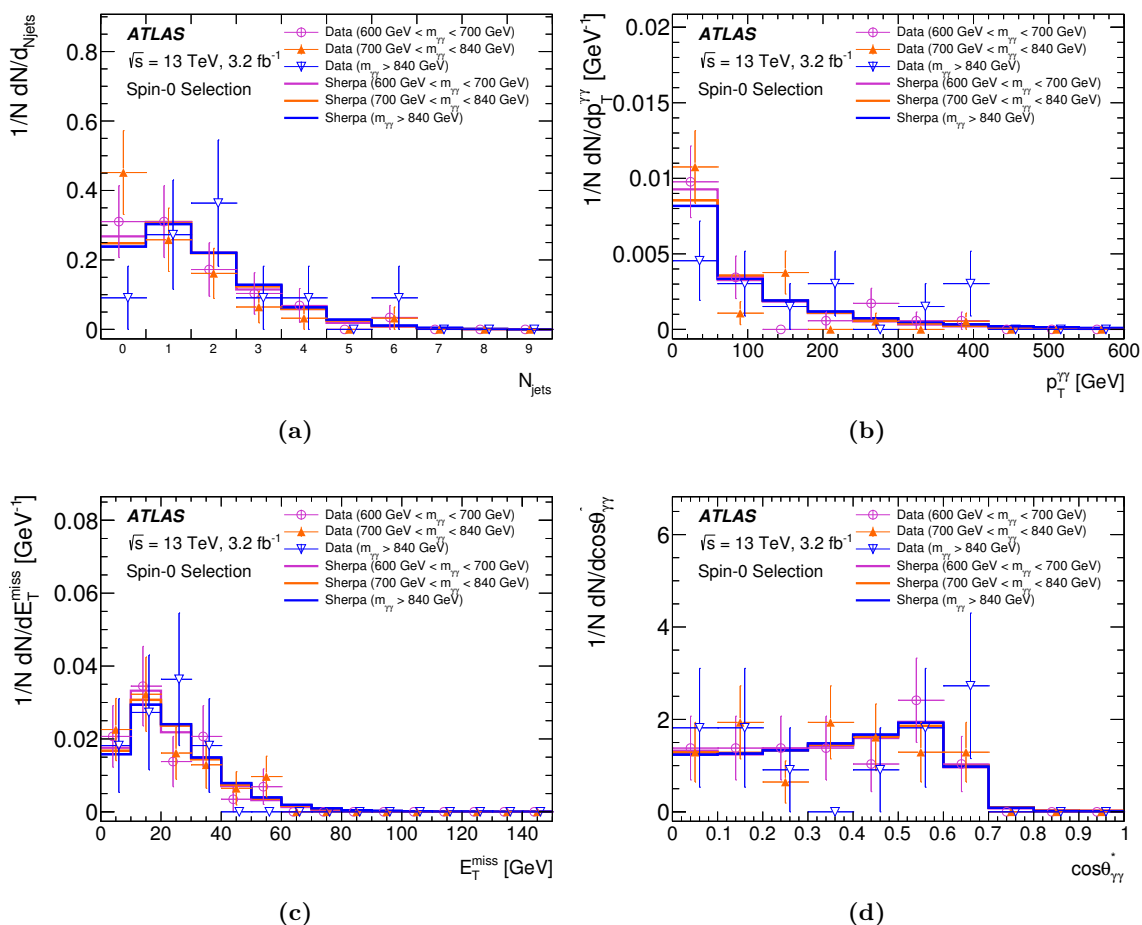 1/N dN/d_Njets
ATLAS
√s = 13 TeV, 3.2 fb⁻¹
Spin-0 Selection
Data (600 GeV < m_γγ < 700 GeV)
Data (700 GeV < m_γγ < 840 GeV)
Data (m_γγ > 840 GeV)
Sherpa (600 GeV < m_γγ < 700 GeV)
Sherpa (700 GeV < m_γγ < 840 GeV)
Sherpa (m_γγ > 840 GeV)
0.8
0.6
0.4
0.2
0
0 1 2 3 4 5 6 7 8 9
N_jets
(a)
1/N dN/dp_T^γγ [GeV⁻¹]
ATLAS
√s = 13 TeV, 3.2 fb⁻¹
Spin-0 Selection
Data (600 GeV < m_γγ < 700 GeV)
Data (700 GeV < m_γγ < 840 GeV)
Data (m_γγ > 840 GeV)
Sherpa (600 GeV < m_γγ < 700 GeV)
Sherpa (700 GeV < m_γγ < 840 GeV)
Sherpa (m_γγ > 840 GeV)
0.02
0.015
0.01
0.005
0
0 100 200 300 400 500 600
p_T^γγ [GeV]
(b)
1/N dN/dE_T^miss [GeV⁻¹]
ATLAS
√s = 13 TeV, 3.2 fb⁻¹
Spin-0 Selection
Data (600 GeV < m_γγ < 700 GeV)
Data (700 GeV < m_γγ < 840 GeV)
Data (m_γγ > 840 GeV)
Sherpa (600 GeV < m_γγ < 700 GeV)
Sherpa (700 GeV < m_γγ < 840 GeV)
Sherpa (m_γγ > 840 GeV)
0.08
0.06
0.04
0.02
0
0 20 40 60 80 100 120 140
E_T^miss [GeV]
(c)
1/N dN/dcosθ*_γγ
ATLAS
√s = 13 TeV, 3.2 fb⁻¹
Spin-0 Selection
Data (600 GeV < m_γγ < 700 GeV)
Data (700 GeV < m_γγ < 840 GeV)
Data (m_γγ > 840 GeV)
Sherpa (600 GeV < m_γγ < 700 GeV)
Sherpa (700 GeV < m_γγ < 840 GeV)
Sherpa (m_γγ > 840 GeV)
6
4
2
0
0 0.1 0.2 0.3 0.4 0.5 0.6 0.7 0.8 0.9 1
cosθ*_γγ
(d)